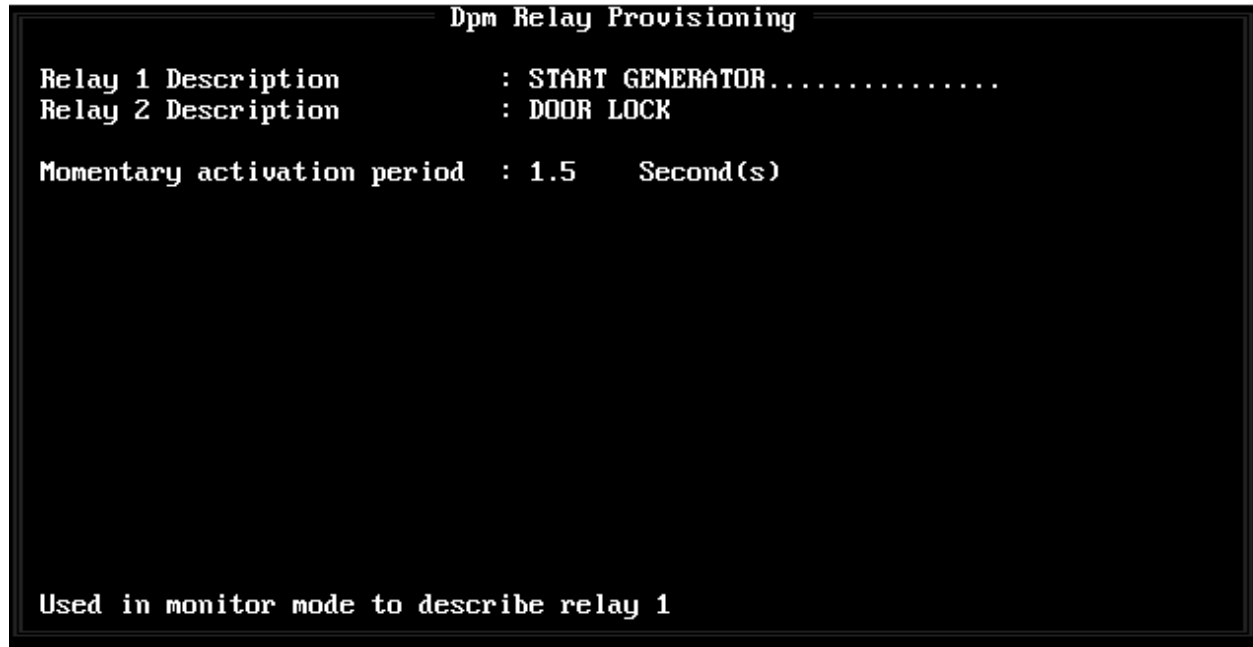 Dpm Relay Provisioning
Relay 1 Description : START GENERATOR...............
Relay 2 Description : DOOR LOCK
Momentary activation period : 1.5 Second(s)
Used in monitor mode to describe relay 1